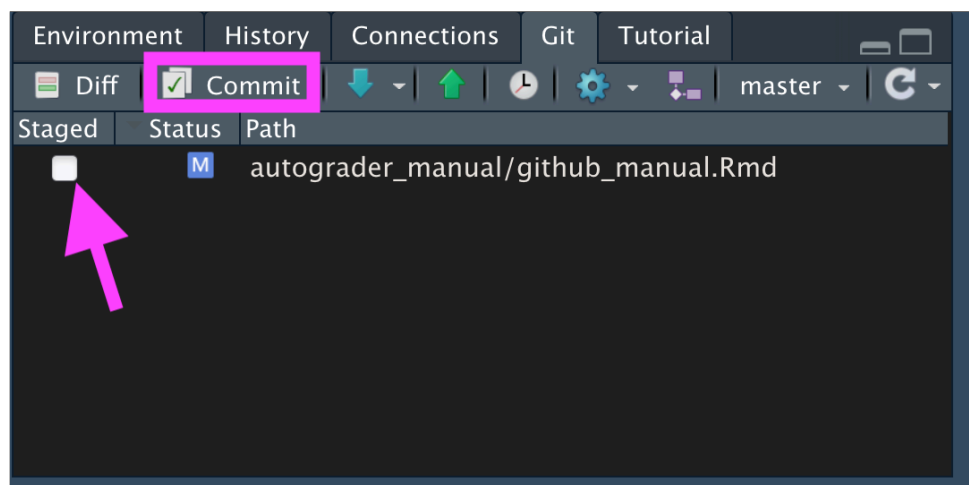 Environment History Connections Git Tutorial
Diff Commit master
Staged Status Path
M autograder_manual/github_manual.Rmd